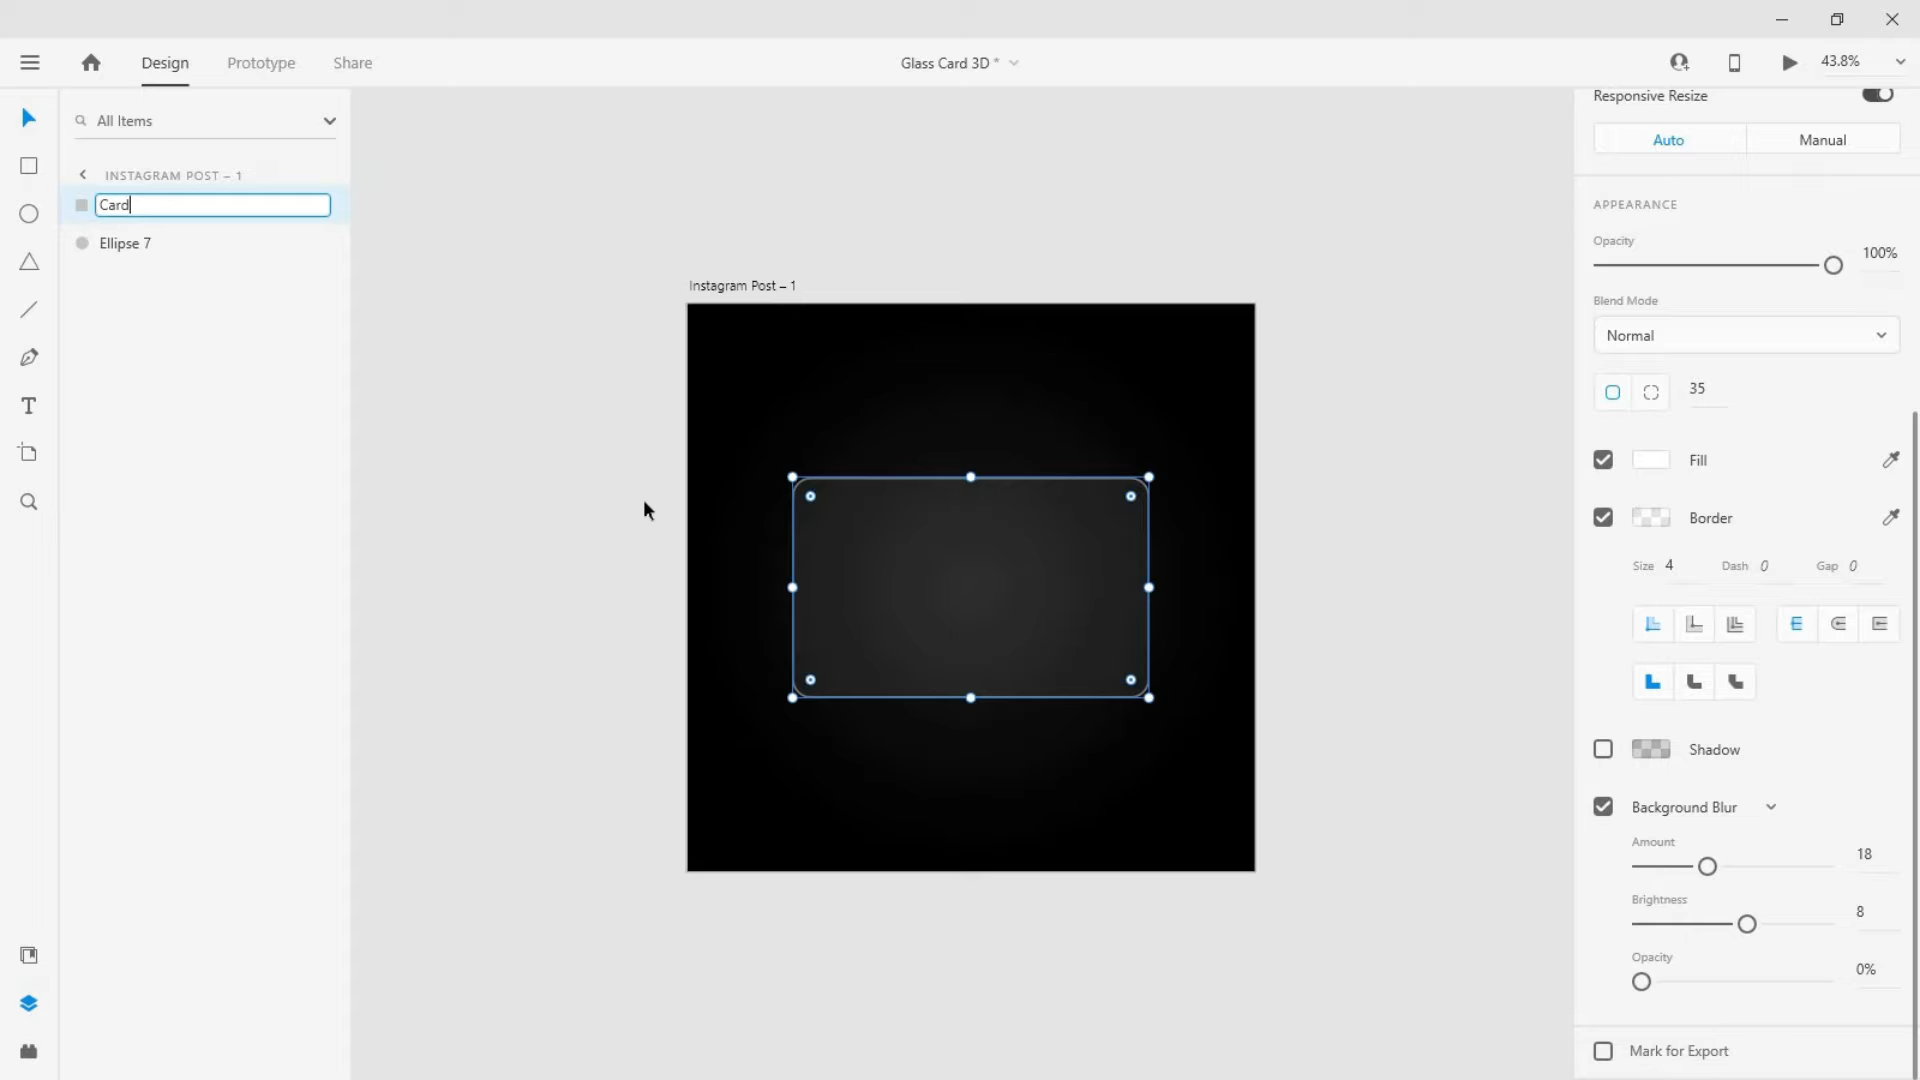 Design Prototype Share
Glass Card 3D *
43.8%
All Items
INSTAGRAM POST – 1
Card
Ellipse 7
Instagram Post – 1
Responsive Resize
Auto Manual
APPEARANCE
Opacity
100%
Blend Mode
Normal
35
Fill
Border
Size 4 Dash 0 Gap 0
Shadow
Background Blur
Amount
18
Brightness
8
Opacity
0%
Mark for Export